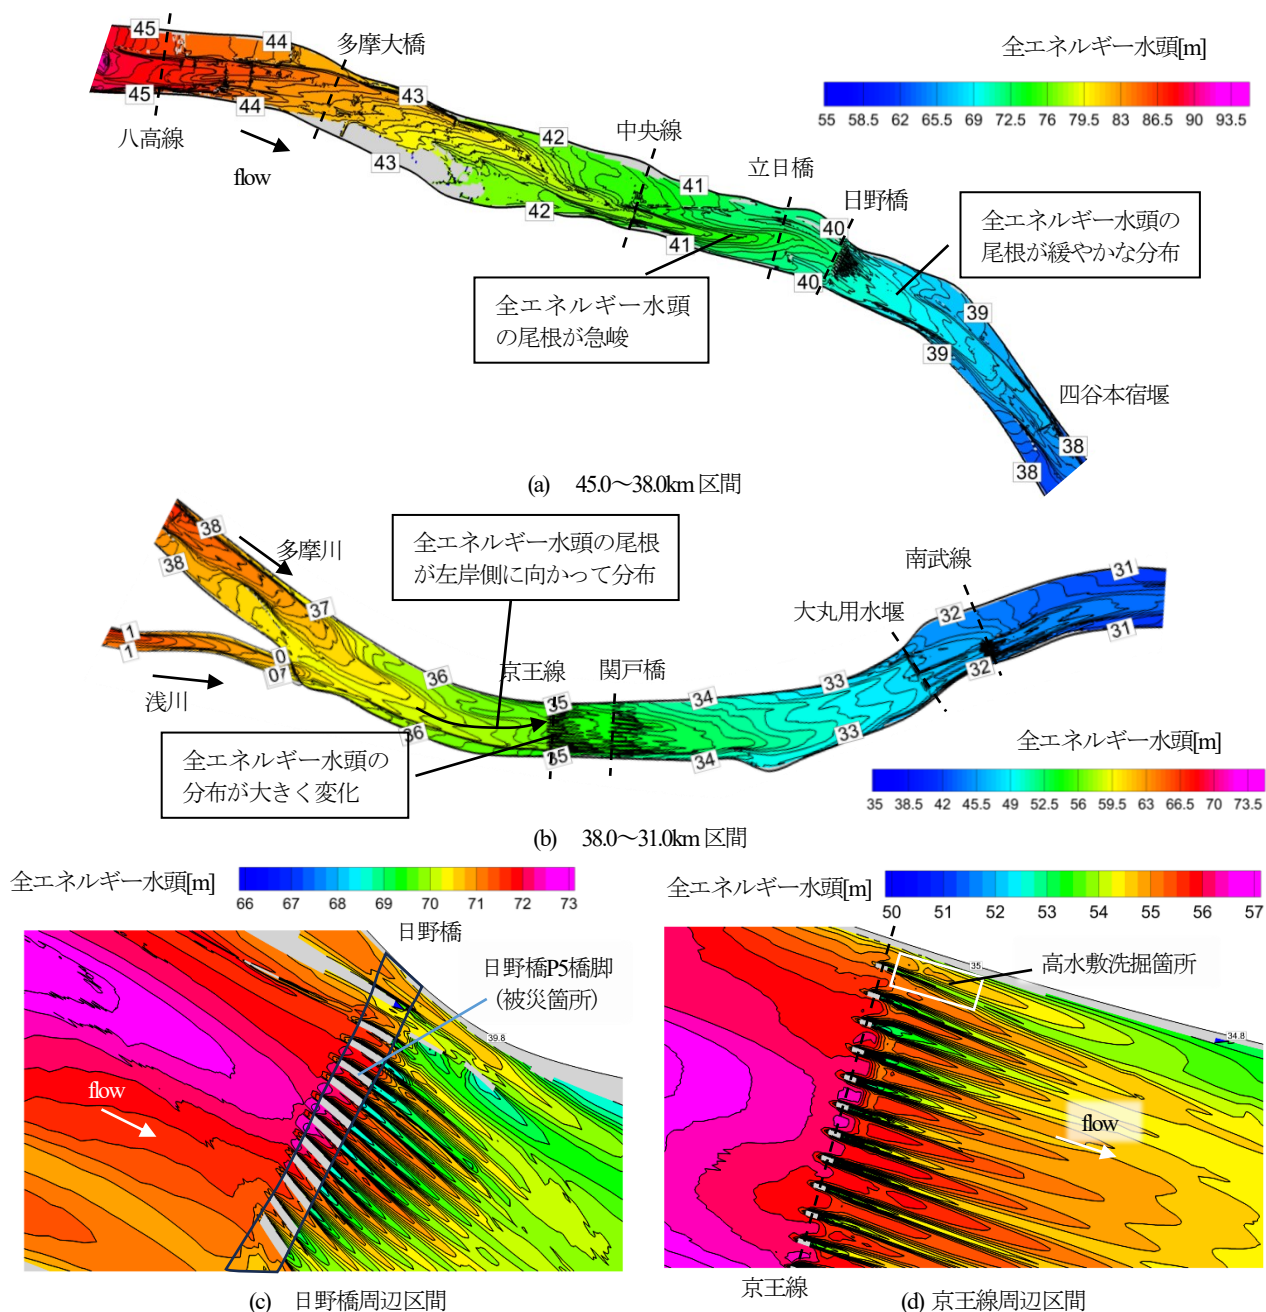 45
44
多摩大橋
全エネルギー水頭[m]
45
44
43
55 58.5 62 65.5 69 72.5 76 79.5 83 86.5 90 93.5
八高線
flow
43
42
中央線
41
立日橋
日野橋
40
42
41
40
全エネルギー水頭の
尾根が緩やかな分布
全エネルギー水頭
の尾根が急峻
39
39
四谷本宿堰
38
38
(a) 45.0～38.0km 区間
38
多摩川
38
全エネルギー水頭の尾根
が左岸側に向かって分布
37
南武線
31
大丸用水堰
32
1
1
0
0
浅川
36
京王線
関戸橋
35
34
33
32
31
36
35
34
33
全エネルギー水頭の
分布が大きく変化
全エネルギー水頭[m]
35 38.5 42 45.5 49 52.5 56 59.5 63 66.5 70 73.5
(b) 38.0～31.0km 区間
全エネルギー水頭[m]
66 67 68 69 70 71 72 73
日野橋
日野橋P5橋脚
（被災箇所）
39.8
flow
(c) 日野橋周辺区間
全エネルギー水頭[m]
50 51 52 53 54 55 56 57
35
高水敷洗掘箇所
34.8
flow
京王線
(d) 京王線周辺区間